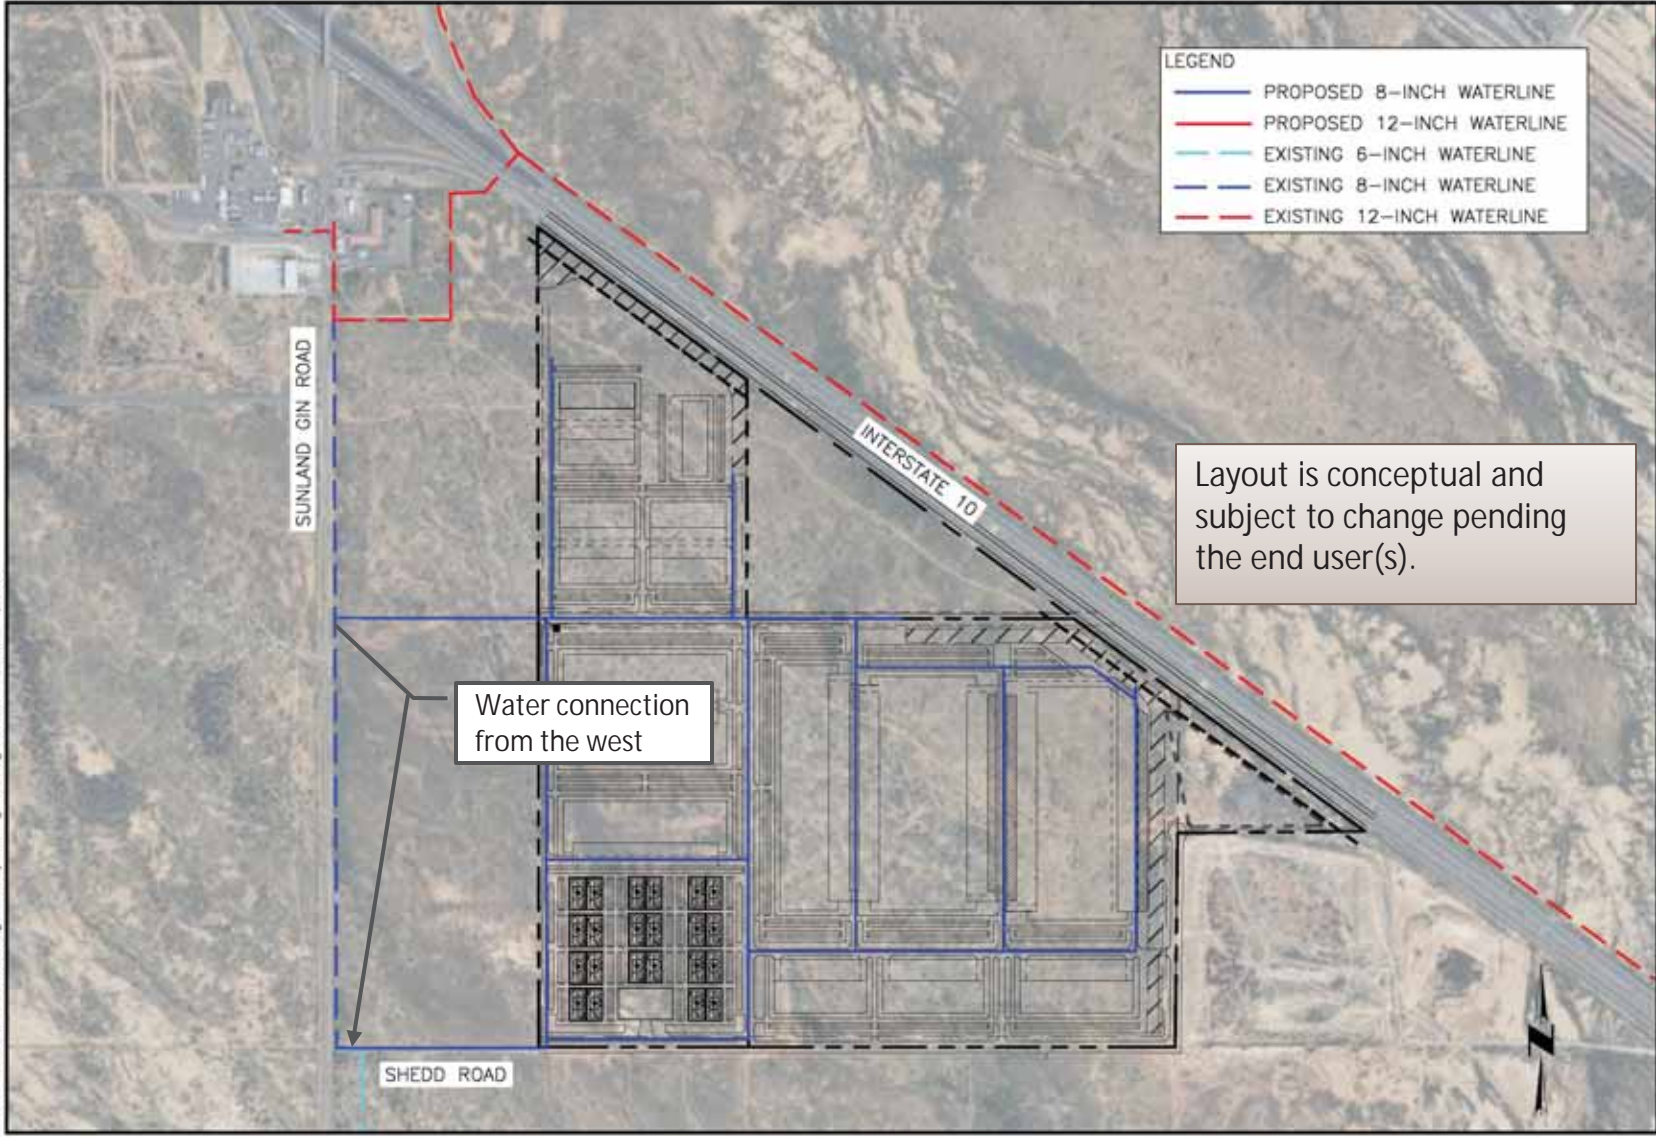 LEGEND
PROPOSED 8-INCH WATERLINE
PROPOSED 12-INCH WATERLINE
EXISTING 6-INCH WATERLINE
EXISTING 8-INCH WATERLINE
EXISTING 12-INCH WATERLINE
SUNLAND GIN ROAD
INTERSTATE 10
Layout is conceptual and
subject to change pending
the end user(s).
Water connection
from the west
SHEDD ROAD